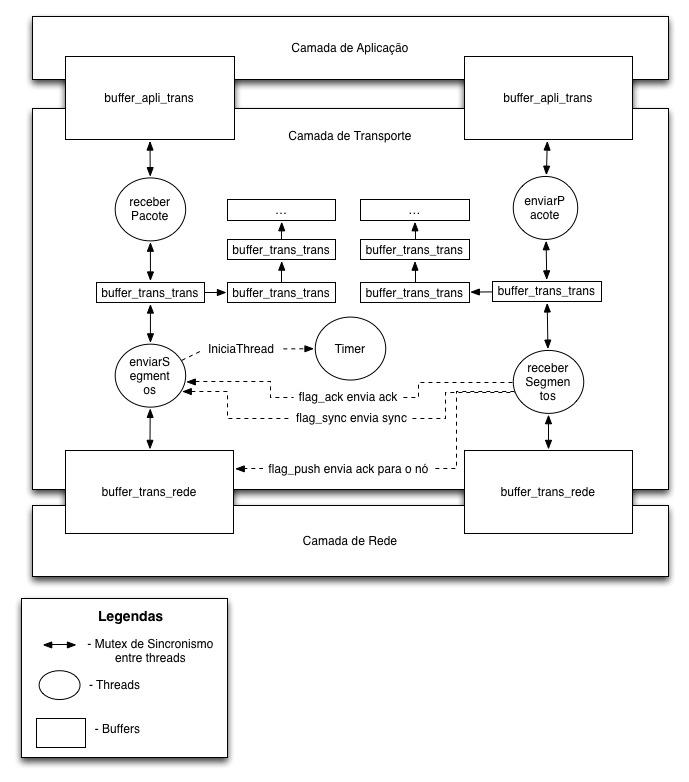 Camada de Aplicação
buffer_apli_trans
buffer_apli_trans
Camada de Transporte
receber
Pacote
enviarP
acote
...
...
buffer_trans_trans
buffer_trans_trans
buffer_trans_trans
buffer_trans_trans
buffer_trans_trans
buffer_trans_trans
IniciaThread
Timer
enviarS
egment
os
receber
Segmen
tos
flag_ack envia ack
flag_sync envia sync
flag_push envia ack para o nó
buffer_trans_rede
buffer_trans_rede
Camada de Rede
Legendas
- Mutex de Sincronismo
entre threads
- Threads
- Buffers